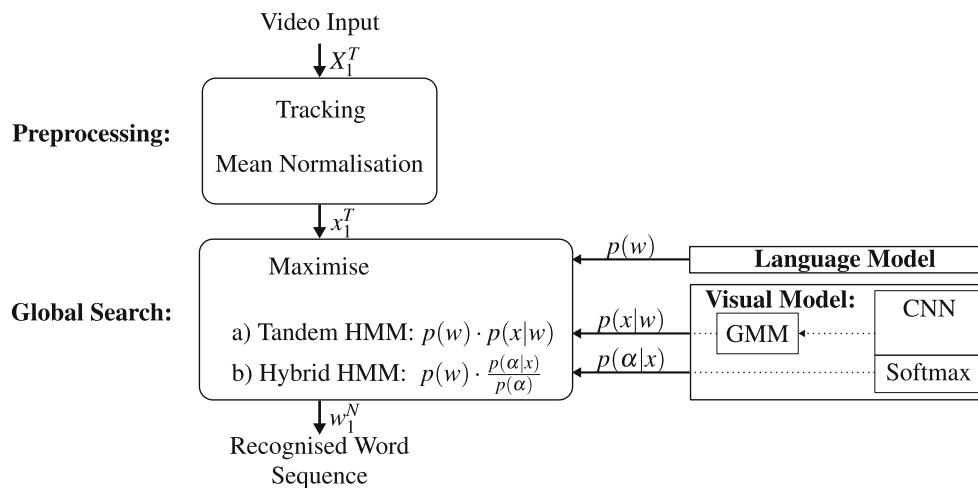 Video Input
X_1^T
Preprocessing:
Tracking
Mean Normalisation
x_1^T
Global Search:
Maximise
a) Tandem HMM: p(w) · p(x|w)
b) Hybrid HMM: p(w) · p(α|x)/p(α)
p(w)
Language Model
Visual Model:
CNN
p(x|w)
GMM
p(α|x)
Softmax
w_1^N
Recognised Word
Sequence